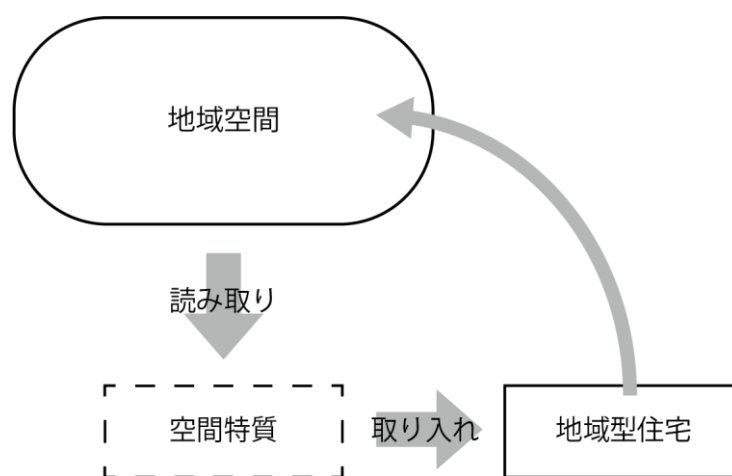 地域空間
読み取り
空間特質
取り入れ
地域型住宅